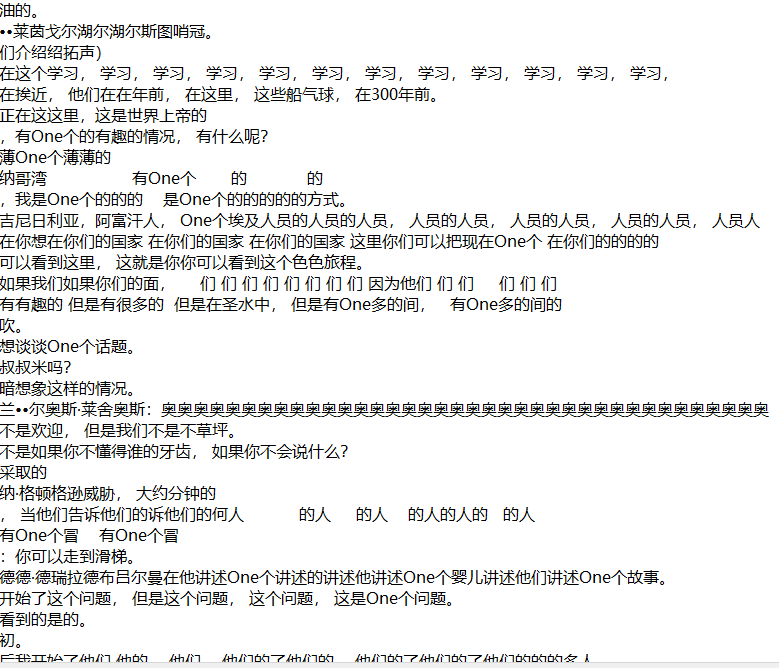 油的。
••莱茵戈尔湖尔湖尔斯图哨冠。
们介绍绍拓声）
在这个学习， 学习， 学习， 学习， 学习， 学习， 学习， 学习， 学习， 学习， 学习， 学习，
在挨近， 他们在在年前， 在这里， 这些船气球， 在300年前。
正在这这里，这是世界上帝的
，有One个的有趣的情况， 有什么呢？
薄One个薄薄的
纳哥湾 有One个 的 的
，我是One个的的的 是One个的的的的的方式。
吉尼日利亚，阿富汗人， One个埃及人员的人员的人员， 人员的人员， 人员的人员， 人员的人员， 人员人
在你想在你们的国家 在你们的国家 在你们的国家 这里你们可以把现在One个 在你们的的的的
可以看到这里， 这就是你你可以看到这个色色旅程。
如果我们如果你们的面， 们 们 们 们 们 们 们 们 因为他们 们 们 们 们 们
有有趣的 但是有很多的 但是在圣水中， 但是有One多的间， 有One多的间的
吹。
想谈谈One个话题。
叔叔米吗？
暗想象这样的情况。
兰••尔奥斯·莱舍奥斯：奥奥奥奥奥奥奥奥奥奥奥奥奥奥奥奥奥奥奥奥奥奥奥奥奥奥奥奥奥奥奥奥奥奥奥奥奥奥
不是欢迎， 但是我们不是不草坪。
不是如果你不懂得谁的牙齿， 如果你不会说什么？
采取的
纳·格顿格逊威胁， 大约分钟的
， 当他们告诉他们的诉他们的何人 的人 的人 的人的人的 的人
有One个冒 有One个冒
：你可以走到滑梯。
德德·德瑞拉德布吕尔曼在他讲述One个讲述的讲述他讲述One个婴儿讲述他们讲述One个故事。
开始了这个问题， 但是这个问题， 这个问题， 这是One个问题。
看到的是的。
初。